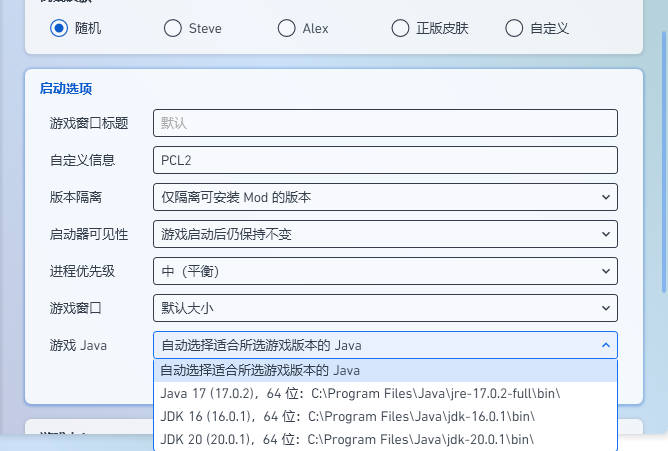 随机
Steve
Alex
正版皮肤
自定义
启动选项
游戏窗口标题
默认
自定义信息
PCL2
版本隔离
仅隔离可安装 Mod 的版本
启动器可见性
游戏启动后仍保持不变
进程优先级
中（平衡）
游戏窗口
默认大小
游戏 Java
自动选择适合所选游戏版本的 Java
自动选择适合所选游戏版本的 Java
Java 17 (17.0.2)，64 位：C:\Program Files\Java\jre-17.0.2-full\bin\
JDK 16 (16.0.1)，64 位：C:\Program Files\Java\jdk-16.0.1\bin\
JDK 20 (20.0.1)，64 位：C:\Program Files\Java\jdk-20.0.1\bin\